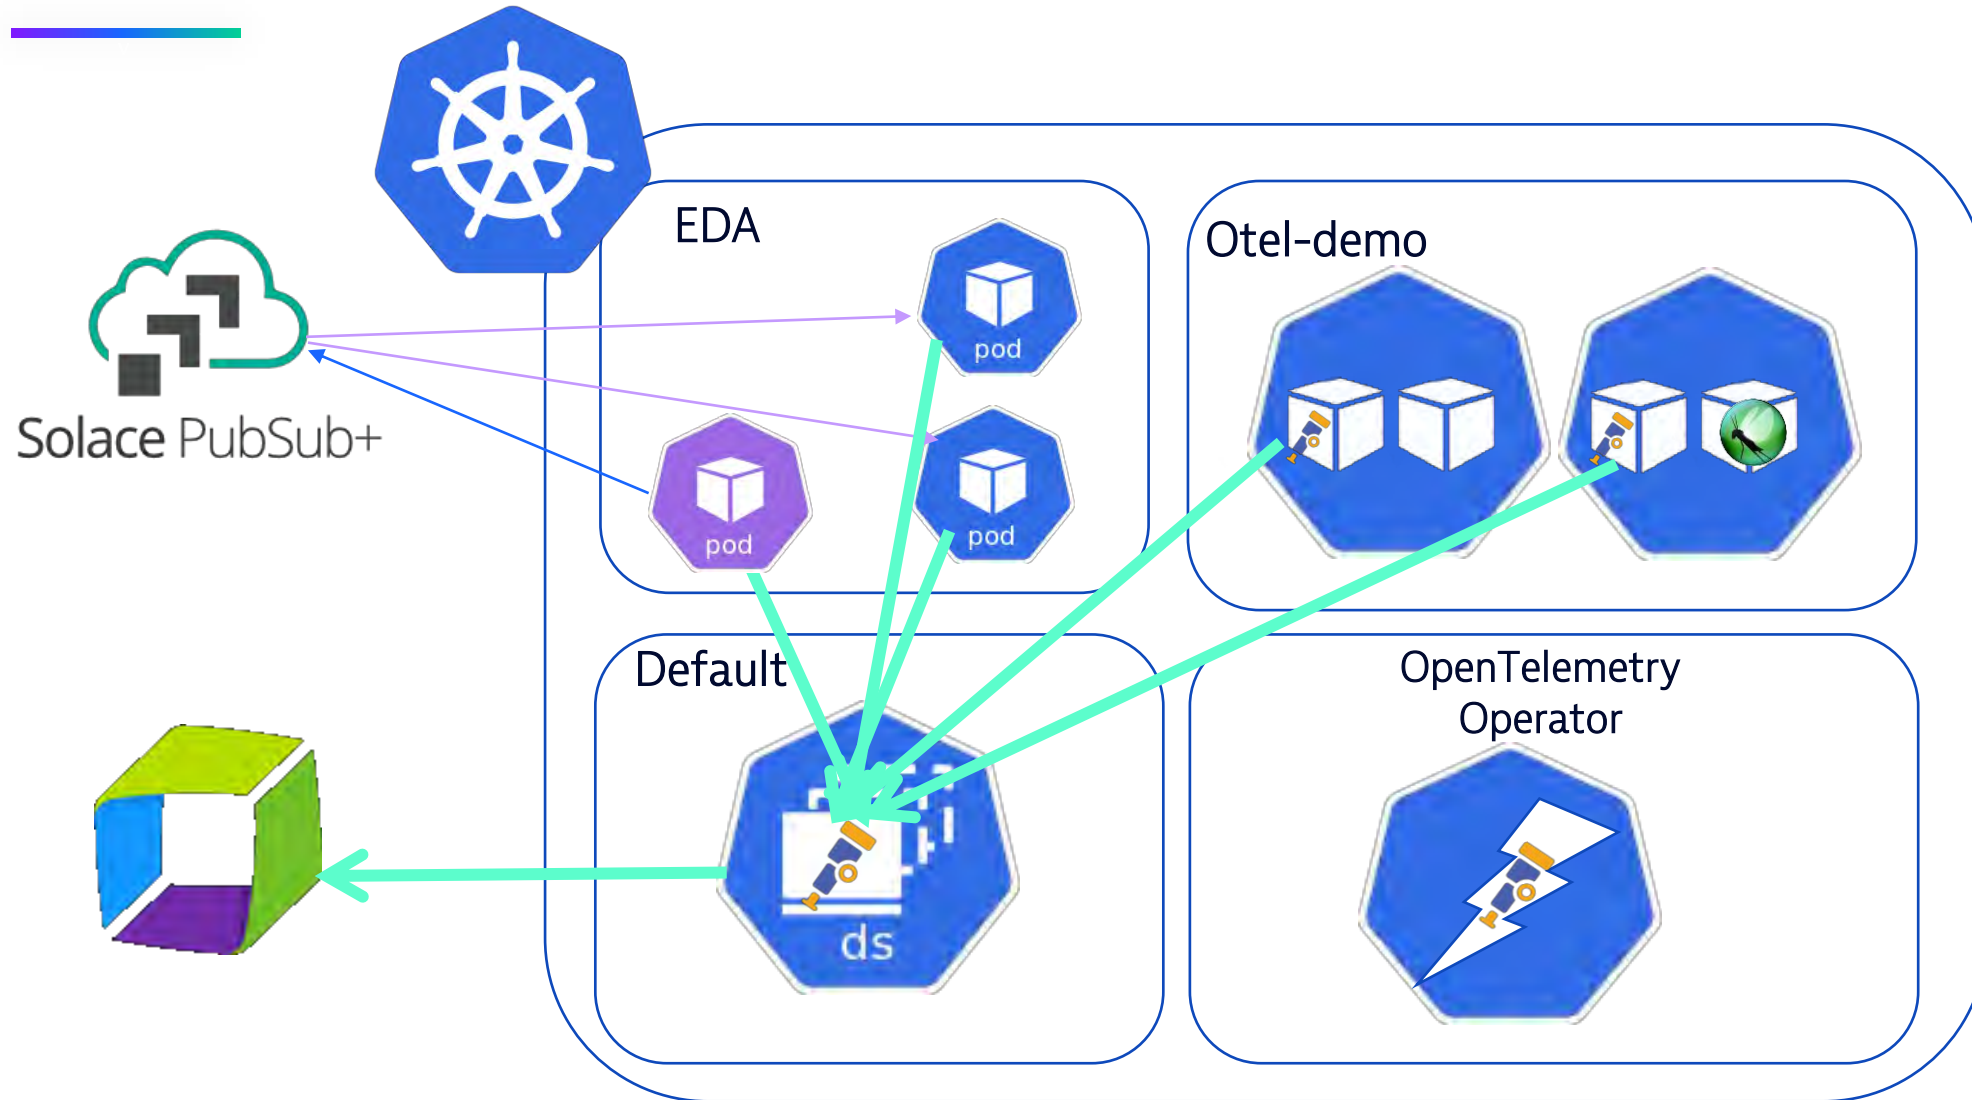 EDA
pod
Otel-demo
Solace PubSub+
pod
pod
Default
OpenTelemetry
Operator
ds